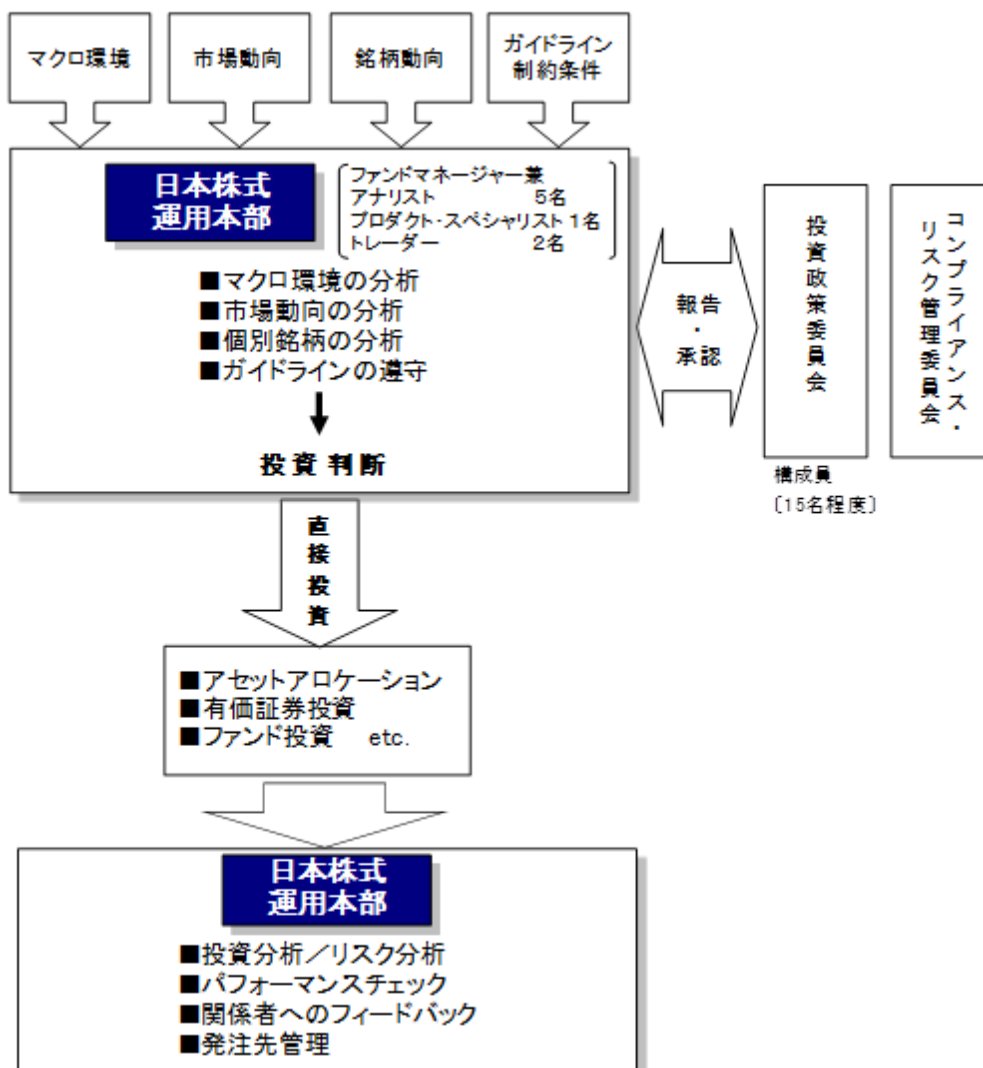 マクロ環境
市場動向
銘柄動向
ガイドライン
制約条件
日本株式
運用本部
ファンドマネージャー兼
アナリスト 5名
プロダクト・スペシャリスト 1名
トレーダー 2名
■マクロ環境の分析
■市場動向の分析
■個別銘柄の分析
■ガイドラインの遵守
投資判断
報告
・
承認
投資政策委員会
コンプライアンス・
リスク管理委員会
構成員
〔15名程度〕
直接投資
■アセットアロケーション
■有価証券投資
■ファンド投資 etc.
日本株式
運用本部
■投資分析／リスク分析
■パフォーマンスチェック
■関係者へのフィードバック
■発注先管理